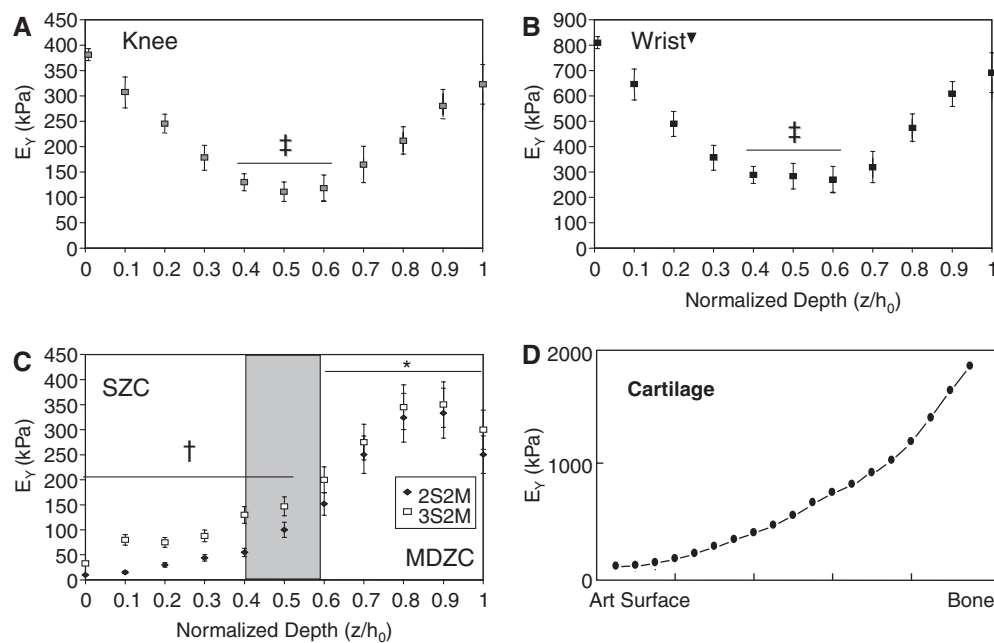 A
Knee
E_Y (kPa)
450
400
350
300
250
200
150
100
50
0
‡
0 0.1 0.2 0.3 0.4 0.5 0.6 0.7 0.8 0.9 1
B
Wrist▼
E_Y (kPa)
900
800
700
600
500
400
300
200
100
0
‡
0 0.1 0.2 0.3 0.4 0.5 0.6 0.7 0.8 0.9 1
Normalized Depth (z/h₀)
C
SZC
E_Y (kPa)
450
400
350
300
250
200
150
100
50
0
†
*
2S2M
3S2M
MDZC
0 0.1 0.2 0.3 0.4 0.5 0.6 0.7 0.8 0.9 1
Normalized Depth (z/h₀)
D
Cartilage
E_Y (kPa)
2000
1000
0
Art Surface
Bone